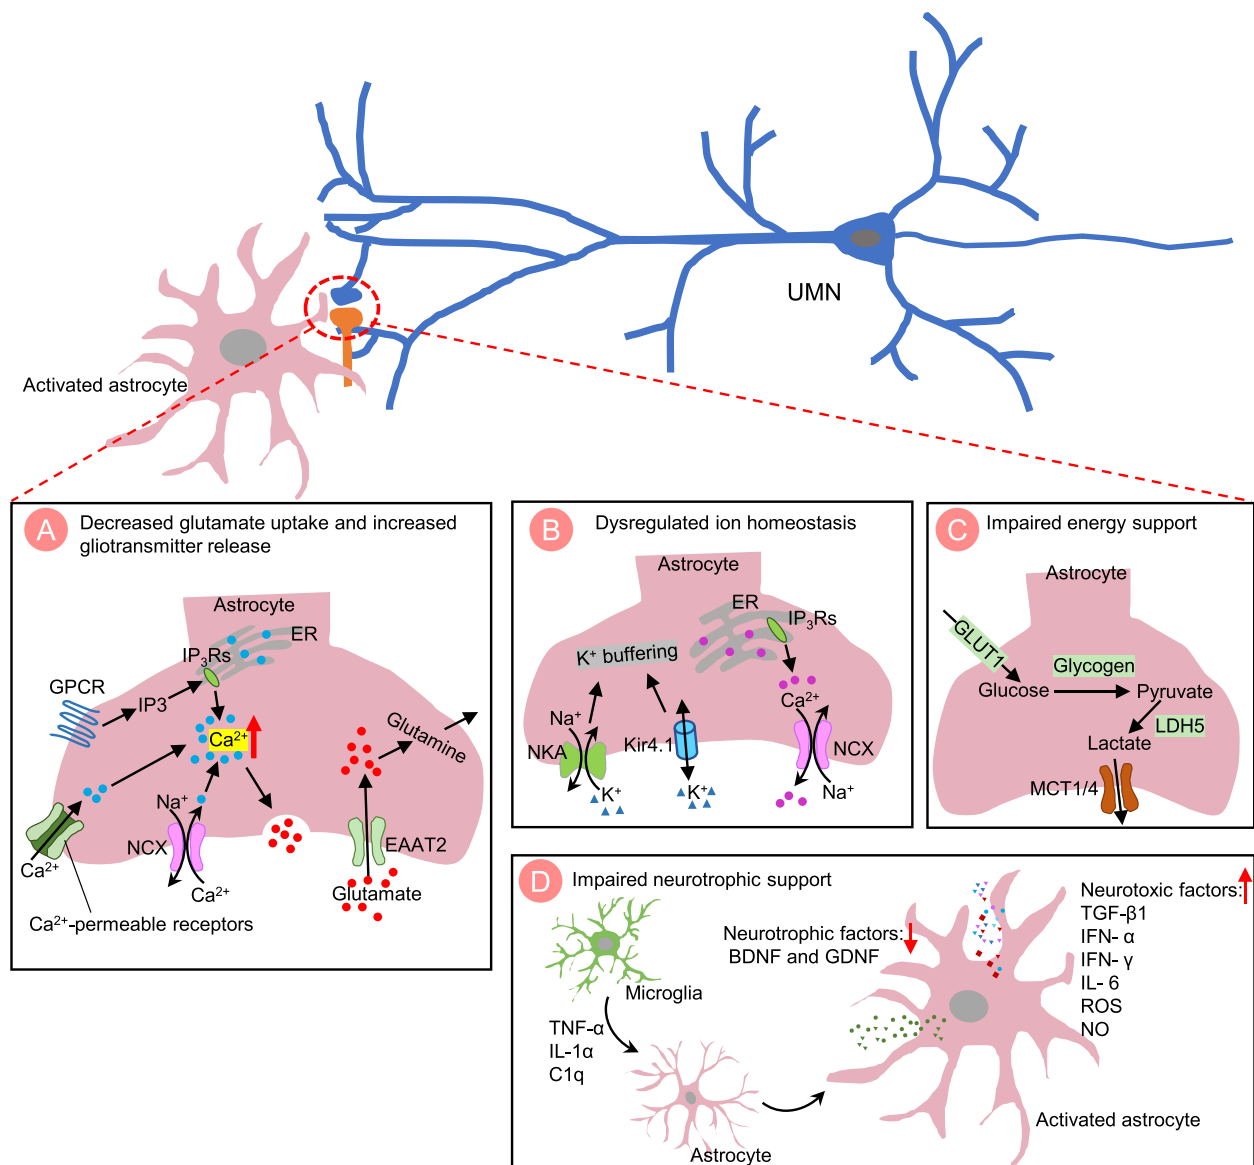 UMN
Activated astrocyte
A
Decreased glutamate uptake and increased
gliotransmitter release
Astrocyte
ER
IP₃Rs
GPCR
IP3
Ca²⁺
Glutamine
Na⁺
NCX
EAAT2
Ca²⁺
Ca²⁺
Glutamate
Ca²⁺-permeable receptors
B
Dysregulated ion homeostasis
Astrocyte
ER
IP₃Rs
K⁺ buffering
Ca²⁺
Na⁺
NKA
Kir4.1
NCX
K⁺
K⁺
Na⁺
C
Impaired energy support
Astrocyte
GLUT1
Glycogen
Glucose
Pyruvate
LDH5
Lactate
MCT1/4
D
Impaired neurotrophic support
Neurotrophic factors:
BDNF and GDNF
Neurotoxic factors:
TGF-β1
IFN- α
IFN- γ
IL- 6
ROS
NO
Microglia
TNF-α
IL-1α
C1q
Astrocyte
Activated astrocyte